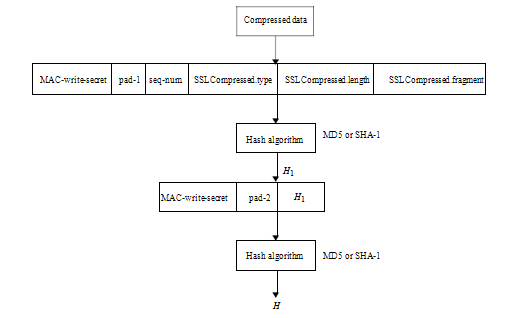 Compressed data
MAC-write-secret pad-1 seq-num SSLCompressed.type SSLCompressed.length SSLCompressed.fragment
Hash algorithm MD5 or SHA-1
H1
MAC-write-secret pad-2 H1
Hash algorithm MD5 or SHA-1
H